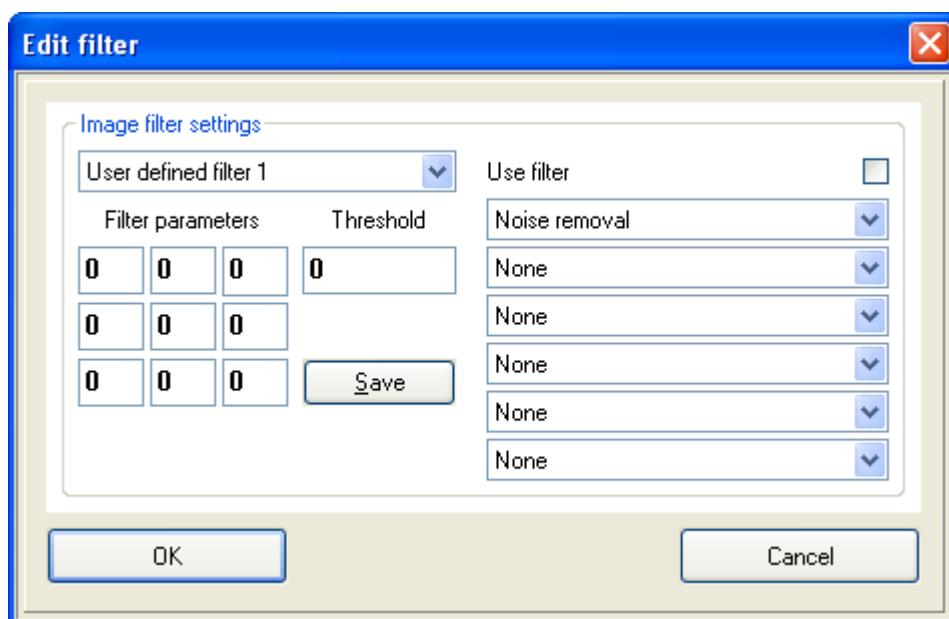 Edit filter
Image filter settings
User defined filter 1
Use filter
Filter parameters
Threshold
Noise removal
0 0 0
0
None
0 0 0
None
0 0 0
Save
None
None
None
OK
Cancel